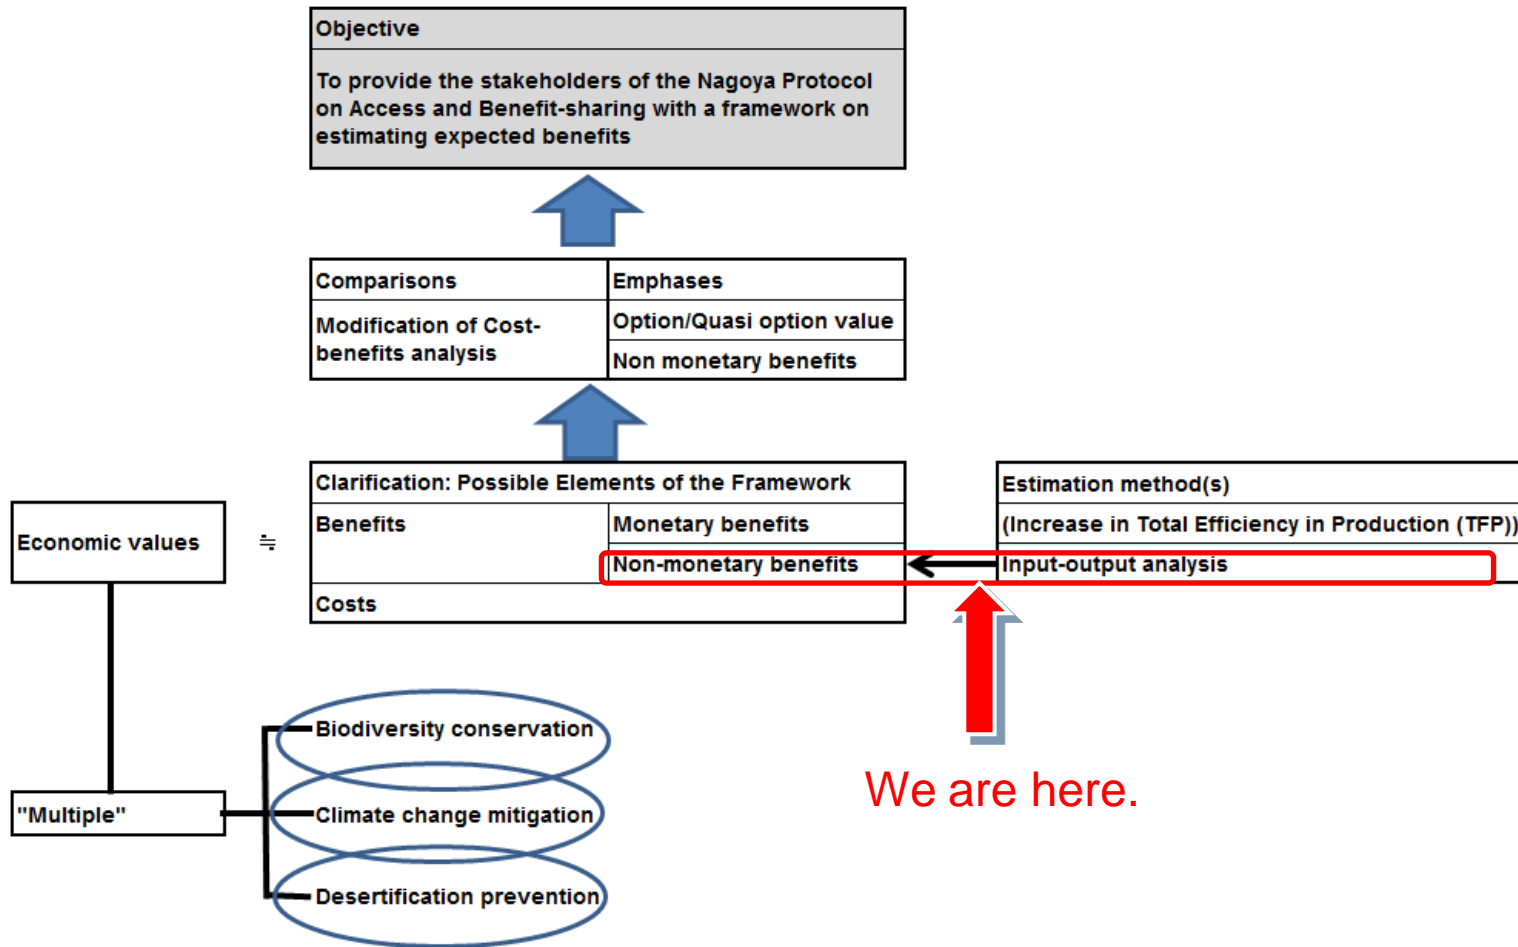 Objective
To provide the stakeholders of the Nagoya Protocol
on Access and Benefit-sharing with a framework on
estimating expected benefits
Comparisons
Emphases
Modification of Cost-
benefits analysis
Option/Quasi option value
Non monetary benefits
Clarification: Possible Elements of the Framework
Benefits
Monetary benefits
Non-monetary benefits
Costs
Estimation method(s)
(Increase in Total Efficiency in Production (TFP))
Input-output analysis
Economic values
≒
"Multiple"
Biodiversity conservation
Climate change mitigation
Desertification prevention
We are here.